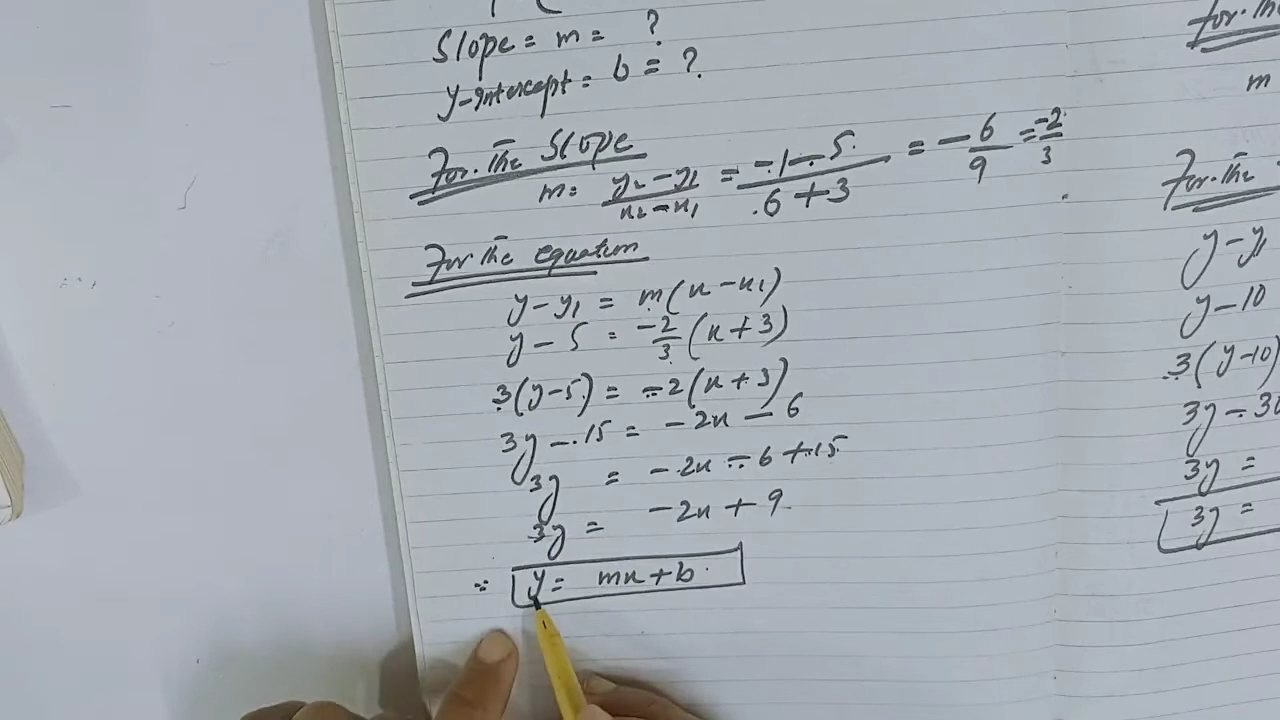 Slope = m = ?
y-intercept = b = ?
For the Slope
m = y₂-y₁/x₂-x₁ = -1-5/6+3 = -6/9 = -2/3
For the equation
y-y₁ = m(x-x₁)
y-5 = -2/3(x+3)
3(y-5) = -2(x+3)
3y-15 = -2x-6
3y = -2x-6+15
3y = -2x+9
∵ y = mx+b
For the
m
For the
y-y₁
y-10
3(y-10)
3y-30
3y =
3y =